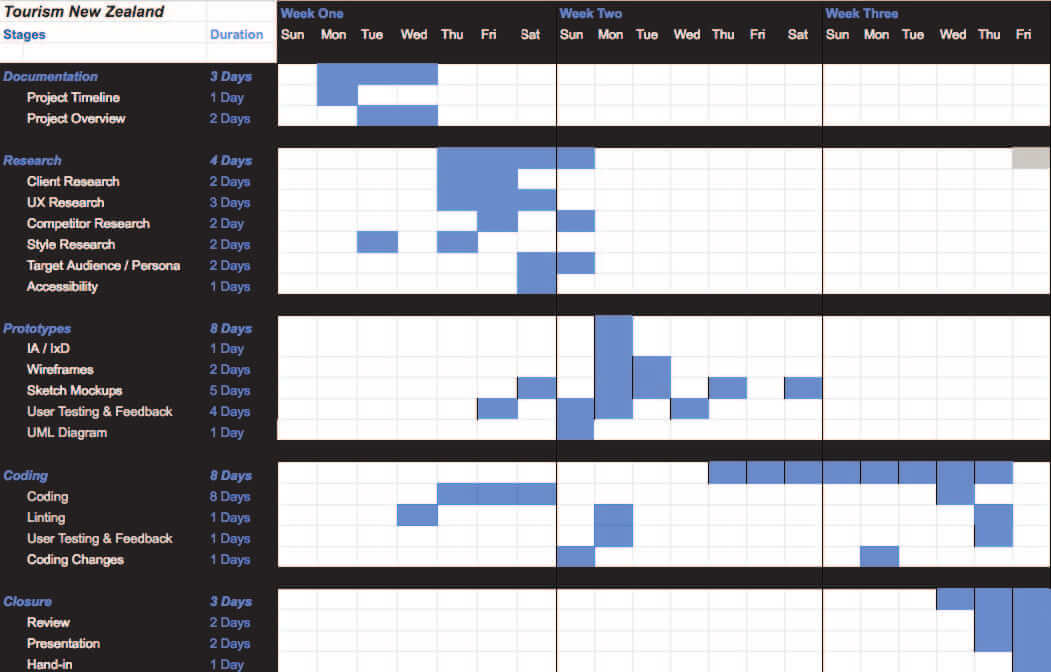 Tourism New Zealand Week One Week Two Week Three
Stages Duration Sun Mon Tue Wed Thu Fri Sat Sun Mon Tue Wed Thu Fri Sat Sun Mon Tue Wed Thu Fri
Documentation 3 Days
Project Timeline 1 Day
Project Overview 2 Days
Research 4 Days
Client Research 2 Days
UX Research 3 Days
Competitor Research 2 Day
Style Research 2 Days
Target Audience / Persona 2 Days
Accessibility 1 Days
Prototypes 8 Days
IA / IxD 1 Day
Wireframes 2 Days
Sketch Mockups 5 Days
User Testing & Feedback 4 Days
UML Diagram 1 Day
Coding 8 Days
Coding 8 Days
Linting 1 Days
User Testing & Feedback 1 Days
Coding Changes 1 Days
Closure 3 Days
Review 2 Days
Presentation 2 Days
Hand-in 1 Day